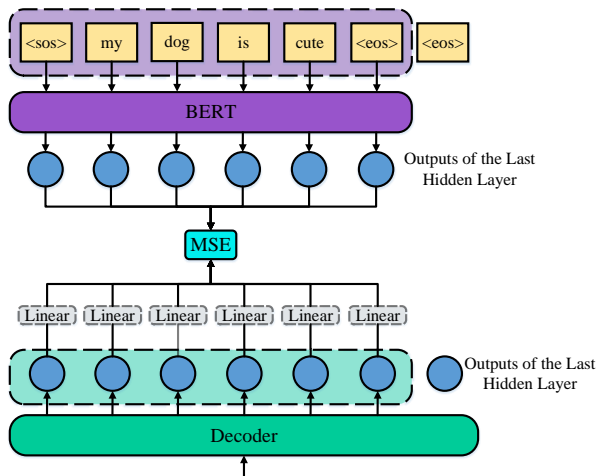 <sos> my dog is cute <eos> <eos>
BERT
Outputs of the Last
Hidden Layer
MSE
Linear Linear Linear Linear Linear Linear
Outputs of the Last
Hidden Layer
Decoder